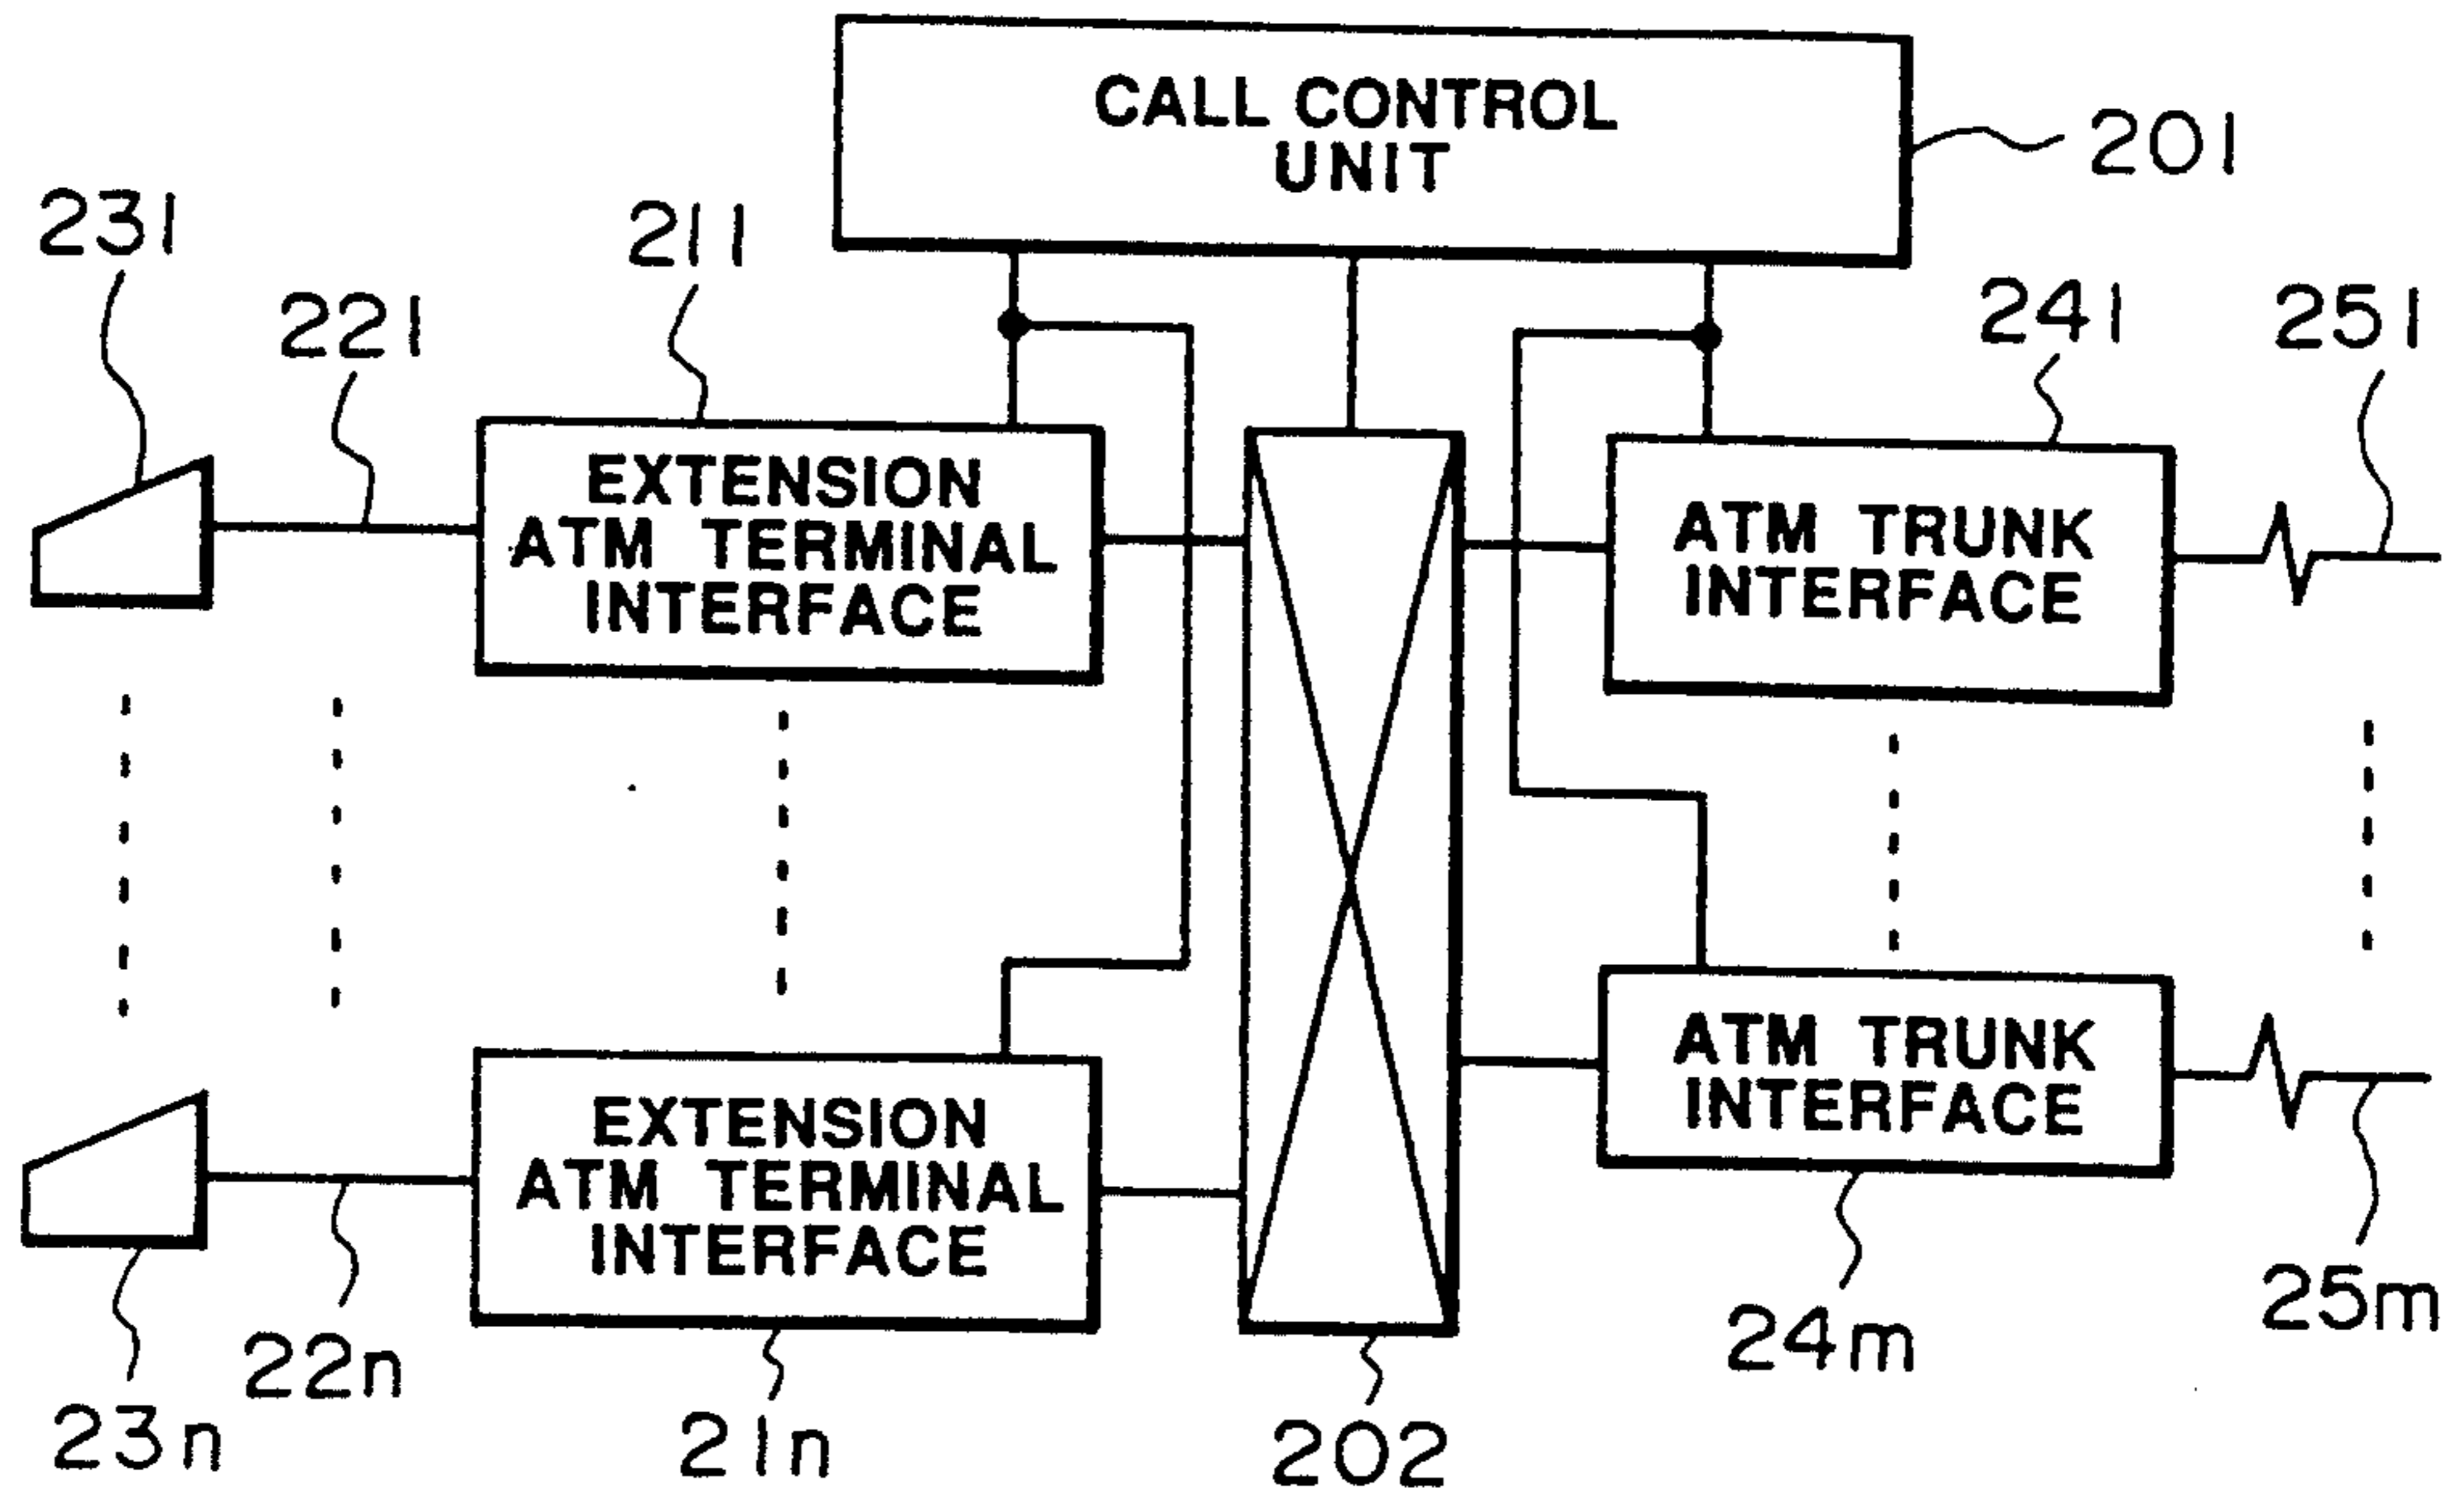 CALL CONTROL
UNIT
201
231
221
211
241
251
EXTENSION
ATM TERMINAL
INTERFACE
ATM TRUNK
INTERFACE
EXTENSION
ATM TERMINAL
INTERFACE
ATM TRUNK
INTERFACE
23n
22n
21n
202
24m
25m